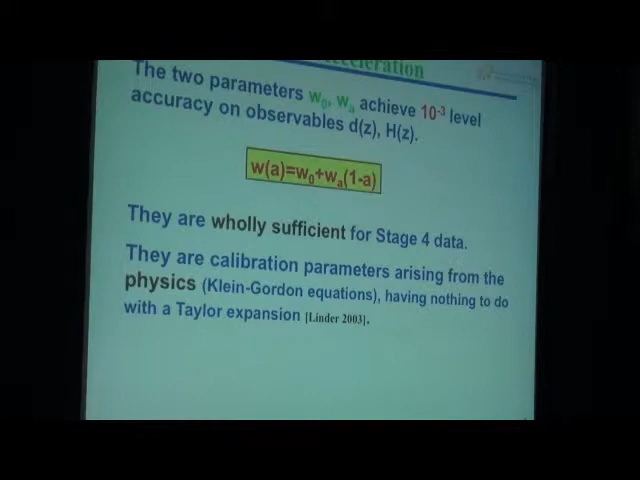 The two parameters w0, wa achieve 10-3 level
accuracy on observables d(z), H(z).
w(a)=w0+wa(1-a)
They are wholly sufficient for Stage 4 data.
They are calibration parameters arising from the
physics (Klein-Gordon equations), having nothing to do
with a Taylor expansion [Linder 2003].